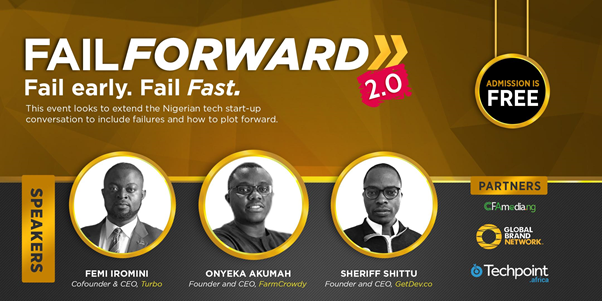 FAILFORWARD
2.0
Fail early. Fail Fast.
This event looks to extend the Nigerian tech start-up
conversation to include failures and how to plot forward.
ADMISSION IS
FREE
SPEAKERS
FEMI IROMINI
Cofounder & CEO, Turbo
ONYEKA AKUMAH
Founder and CEO, FarmCrowdy
SHERIFF SHITTU
Founder and CEO, GetDev.co
PARTNERS
CFAmedia.ng
GLOBAL
BRAND
NETWORK
Techpoint
.africa